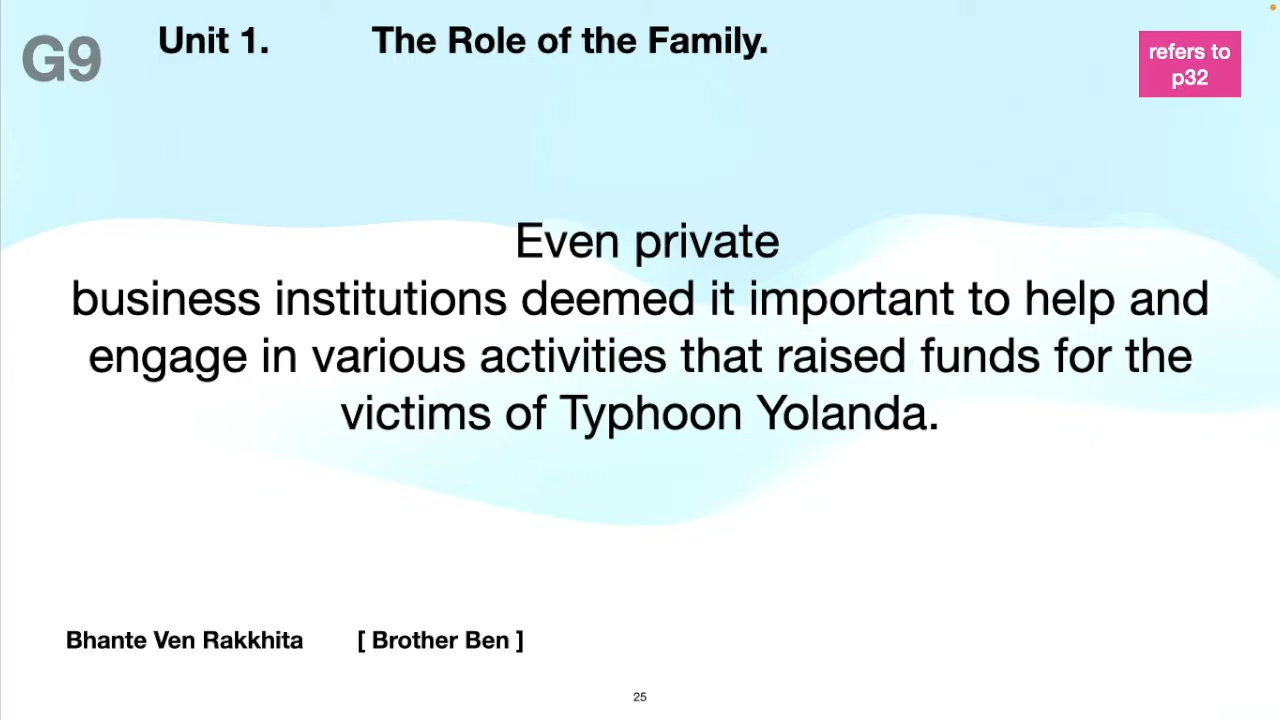 G9
Unit 1. The Role of the Family.
refers to
p32
Even private
business institutions deemed it important to help and
engage in various activities that raised funds for the
victims of Typhoon Yolanda.
Bhante Ven Rakkhita [ Brother Ben ]
25